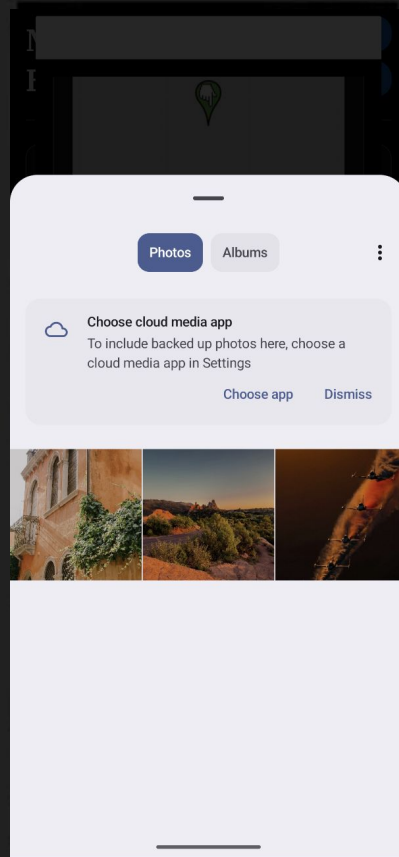 Photos
Albums
Choose cloud media app
To include backed up photos here, choose a
cloud media app in Settings
Choose app
Dismiss